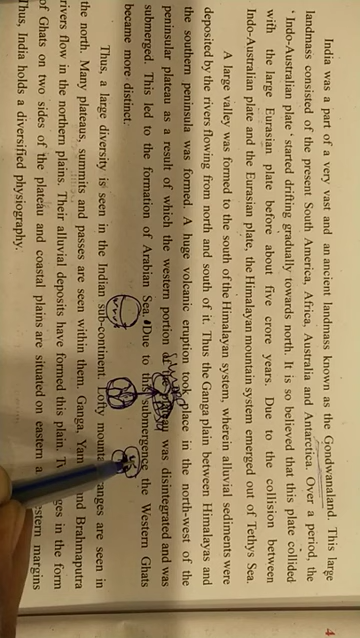 4
India was a part of a very vast and an ancient landmass known as the Gondwanaland. This large
landmass consisted of the present South America, Africa, Australia and Antarctica. Over a period, the
'Indo-Australian plate' started drifting gradually towards north. It is so believed that this plate collided
with the large Eurasian plate before about five crore years. Due to the collision between
Indo-Australian plate and the Eurasian plate, the Himalayan mountain system emerged out of Tethys Sea.
A large valley was formed to the south of the Himalayan system, wherein alluvial sediments were
deposited by the rivers flowing from north and south of it. Thus the Ganga plain between Himalayas and
the southern peninsula was formed. A huge volcanic eruption took place in the north-west of the
peninsular plateau as a result of which the western portion was disintegrated and was
submerged. This led to the formation of Arabian Sea. Due to this submergence the Western Ghats
became more distinct.
Thus, a large diversity is seen in the Indian sub-continent. Lofty ranges are seen in
the north. Many plateaus, summits and passes are seen within them. Ganga, and Brahmaputra
rivers flow in the northern plains. Their alluvial deposits have formed this plain. in the form
of Ghats on two sides of the plateau and coastal plains are situated on eastern margins
Thus, India holds a diversified physiography.